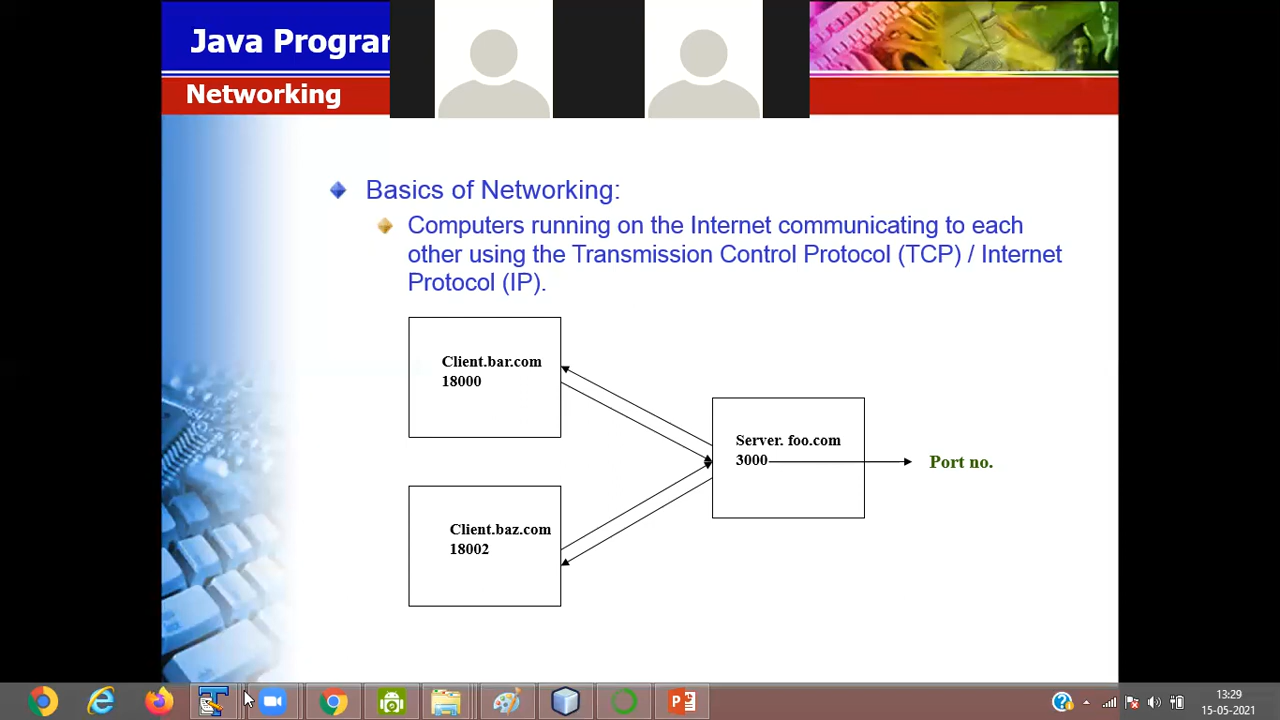 Java Program
Networking
Basics of Networking:
Computers running on the Internet communicating to each
other using the Transmission Control Protocol (TCP) / Internet
Protocol (IP).
Client.bar.com
18000
Server. foo.com
3000
Port no.
Client.baz.com
18002
13:29
15-05-2021